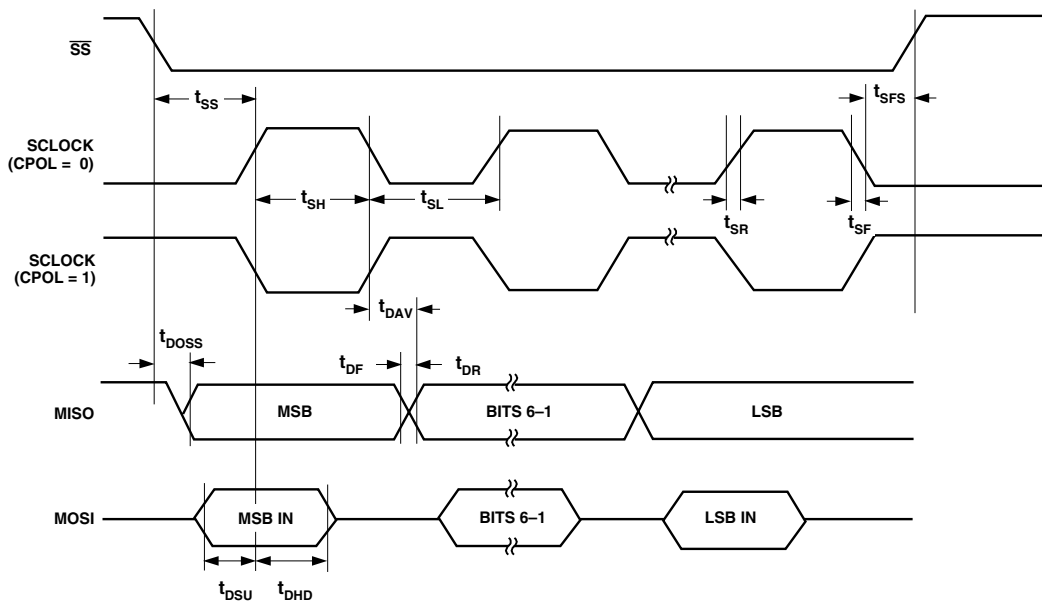 SS
tSS
tSFS
SCLOCK
(CPOL = 0)
tSH
tSL
tSR
tSF
SCLOCK
(CPOL = 1)
tDAV
tDOSS
tDF
tDR
MISO
MSB
BITS 6–1
LSB
MOSI
MSB IN
BITS 6–1
LSB IN
tDSU
tDHD